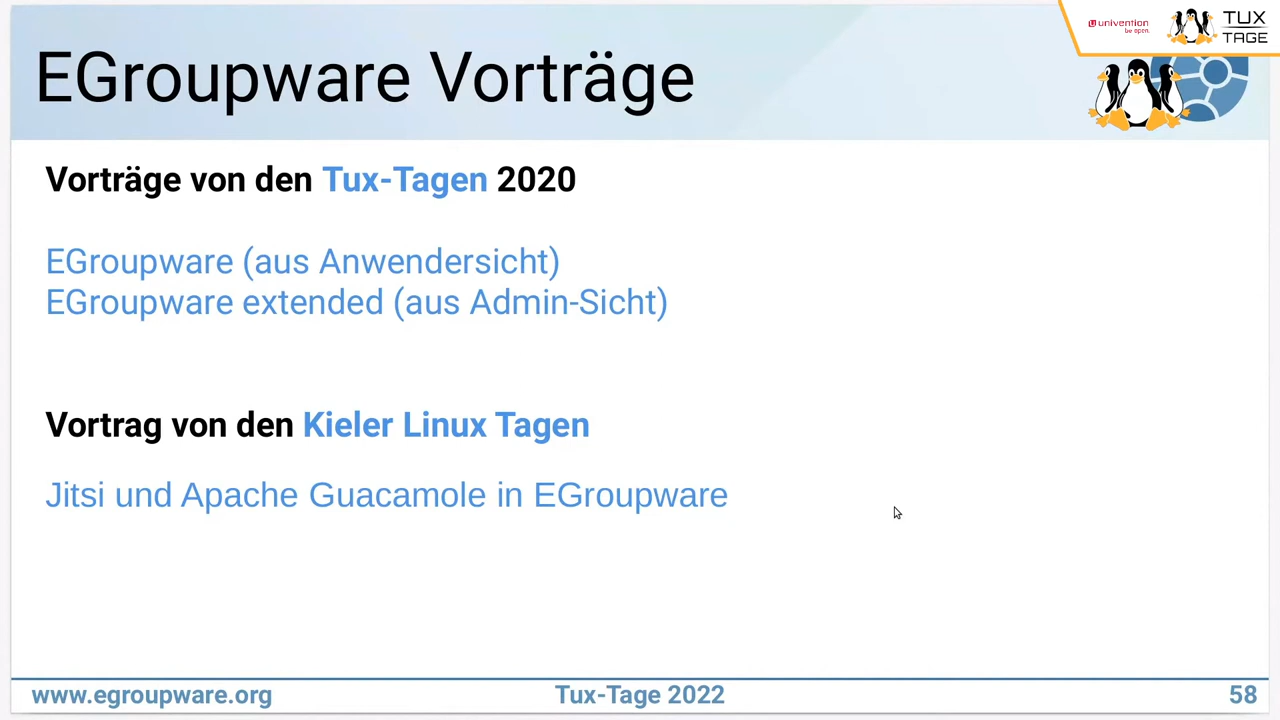 univention
be open.
TUX
TAGE
EGroupware Vorträge
Vorträge von den Tux-Tagen 2020
EGroupware (aus Anwendersicht)
EGroupware extended (aus Admin-Sicht)
Vortrag von den Kieler Linux Tagen
Jitsi und Apache Guacamole in EGroupware
www.egroupware.org
Tux-Tage 2022
58